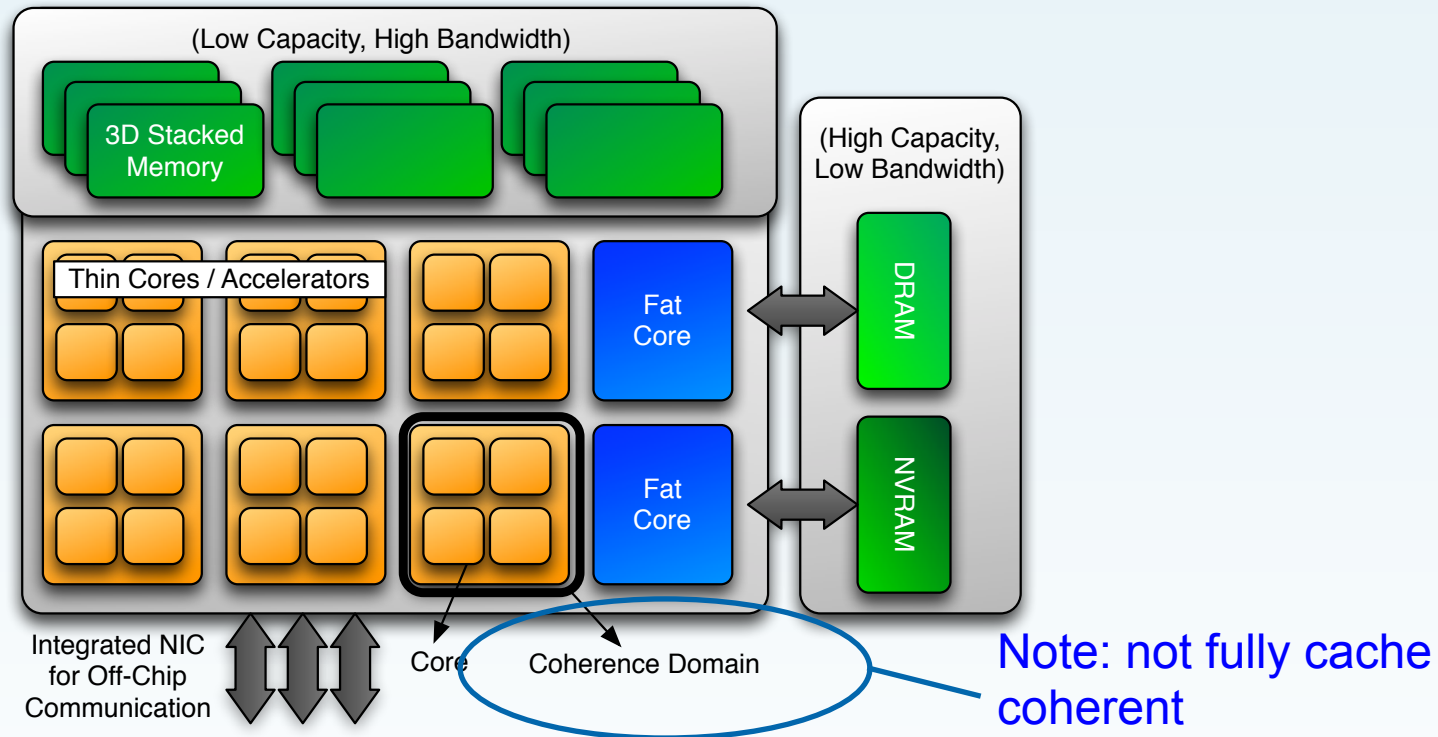 (Low Capacity, High Bandwidth)
3D Stacked
Memory
(High Capacity,
Low Bandwidth)
Thin Cores / Accelerators
Fat
Core
DRAM
Fat
Core
NVRAM
Integrated NIC
for Off-Chip
Communication
Core
Coherence Domain
Note: not fully cache
coherent